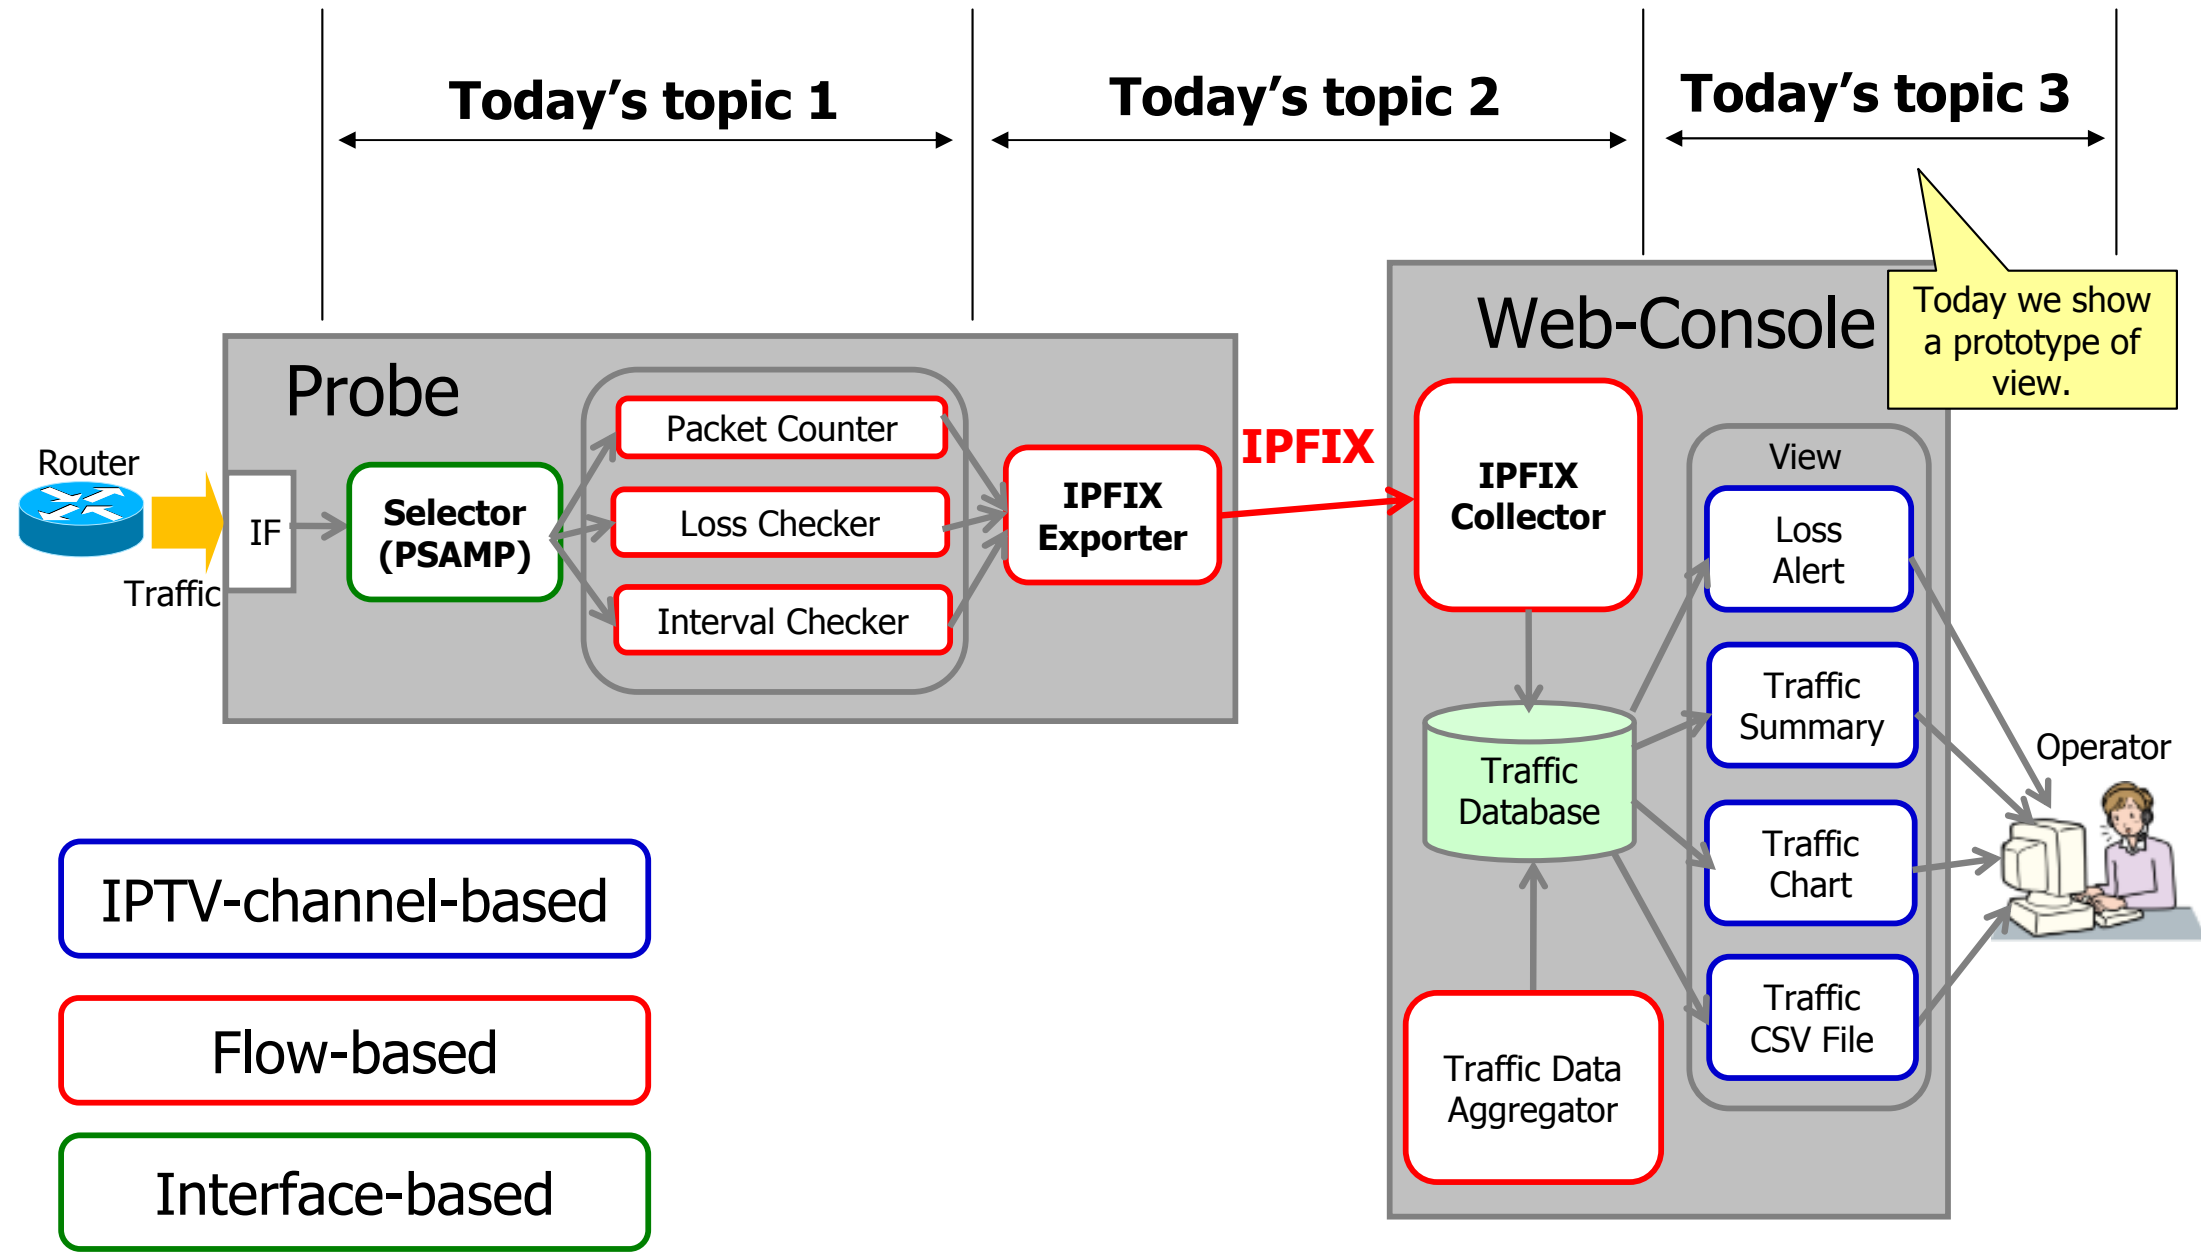 Today’s topic 1
Today’s topic 2
Today’s topic 3
Today we show
a prototype of
view.
Web-Console
Probe
Router
Traffic
IF
Selector
(PSAMP)
Packet Counter
Loss Checker
Interval Checker
IPFIX
Exporter
IPFIX
IPFIX
Collector
Traffic
Database
Traffic Data
Aggregator
View
Loss
Alert
Traffic
Summary
Traffic
Chart
Traffic
CSV File
Operator
IPTV-channel-based
Flow-based
Interface-based